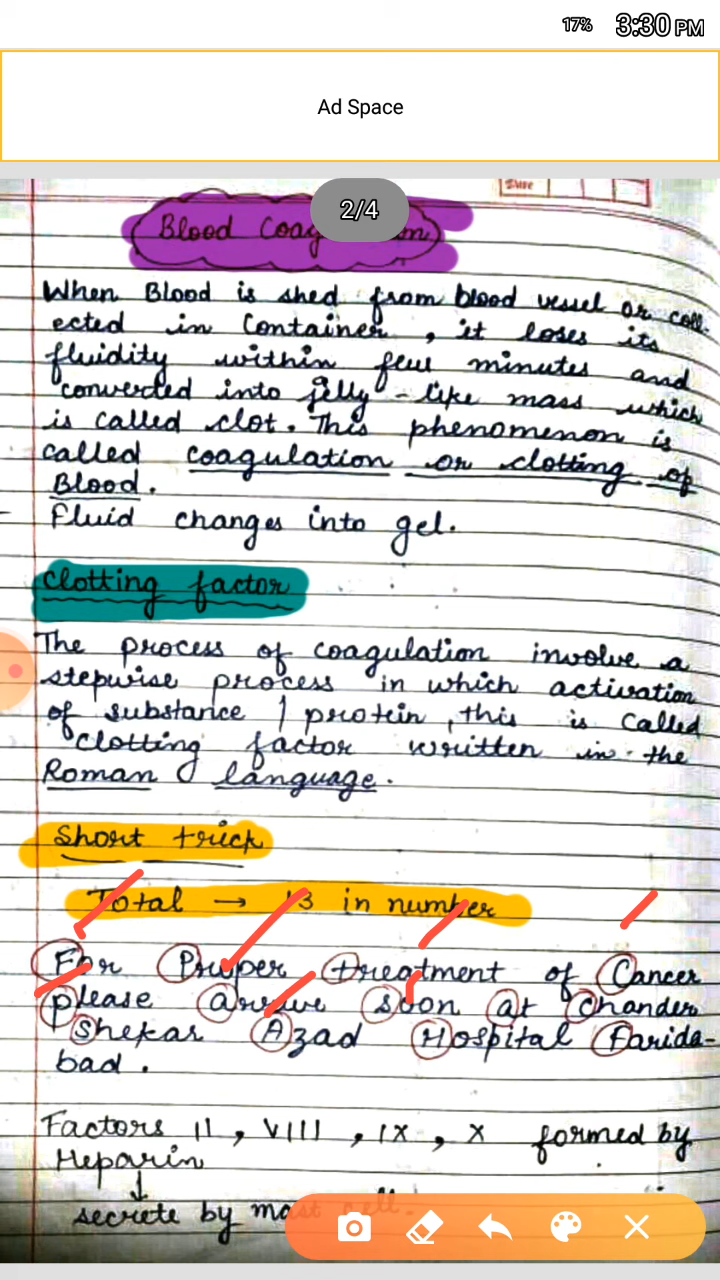 17% 3:30 PM
Ad Space
2/4
Blood Coag
When Blood is shed from blood vessel or coll-
ected in container, it loses its
fluidity within few minutes and
converted into jelly-like mass which
is called clot. This phenomenon is
called coagulation or clotting of
Blood.
Fluid changes into gel.
Clotting factor
The process of coagulation involve a
stepwise process in which activation
of substance / protein, this is called
clotting factor written in the
Roman language.
Short trick
Total → 13 in number
For Proper treatment of Cancer
please arrive soon at Chander
Shekar Azad Hospital Farida-
bad.
Factors II, VIII, IX, X formed by
Heparin
↓
secrete by mast cell.